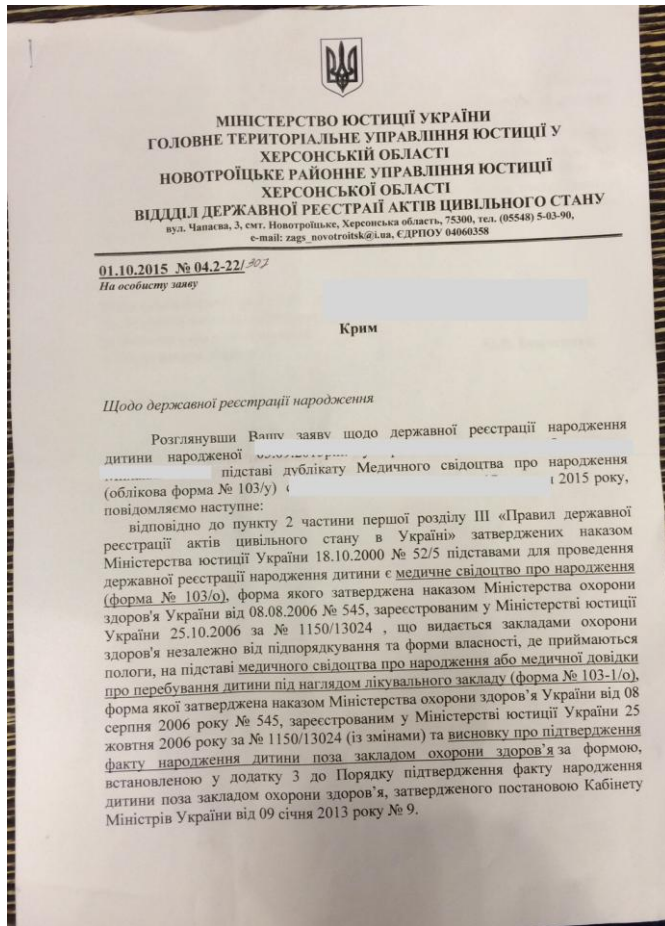 МІНІСТЕРСТВО ЮСТИЦІЇ УКРАЇНИ
ГОЛОВНЕ ТЕРИТОРІАЛЬНЕ УПРАВЛІННЯ ЮСТИЦІЇ У
ХЕРСОНСЬКІЙ ОБЛАСТІ
НОВОТРОЇЦЬКЕ РАЙОННЕ УПРАВЛІННЯ ЮСТИЦІЇ
ХЕРСОНСЬКОЇ ОБЛАСТІ
ВІДДІЛ ДЕРЖАВНОЇ РЕЄСТРАЇЇ АКТІВ ЦИВІЛЬНОГО СТАНУ
вул. Чапаєва, 3, смт. Новотроїцьке, Херсонська область, 75300, тел. (05548) 5-03-90,
e-mail: zags_novotroitsk@i.ua, ЄДРПОУ 04060358
01.10.2015 № 04.2-22/302
На особисту заяву
Крим
Щодо державної реєстрації народження
Розглянувши Вашу заяву щодо державної реєстрації народження
дитини народженої
підставі дублікату Медичного свідоцтва про народження
(облікова форма № 103/у) 2015 року,
повідомляємо наступне:
відповідно до пункту 2 частини першої розділу III «Правил державної
реєстрації актів цивільного стану в Україні» затверджених наказом
Міністерства юстиції України 18.10.2000 № 52/5 підставами для проведення
державної реєстрації народження дитини є медичне свідоцтво про народження
(форма № 103/о), форма якого затверджена наказом Міністерства охорони
здоров'я України від 08.08.2006 № 545, зареєстрованим у Міністерстві юстиції
України 25.10.2006 за № 1150/13024 , що видається закладами охорони
здоров'я незалежно від підпорядкування та форми власності, де приймаються
пологи, на підставі медичного свідоцтва про народження або медичної довідки
про перебування дитини під наглядом лікувального закладу (форма № 103-1/о),
форма якої затверджена наказом Міністерства охорони здоров'я України від 08
серпня 2006 року № 545, зареєстрованим у Міністерстві юстиції України 25
жовтня 2006 року за № 1150/13024 (із змінами) та висновку про підтвердження
факту народження дитини поза закладом охорони здоров'я за формою,
встановленою у додатку 3 до Порядку підтвердження факту народження
дитини поза закладом охорони здоров'я, затвердженого постановою Кабінету
Міністрів України від 09 січня 2013 року № 9.